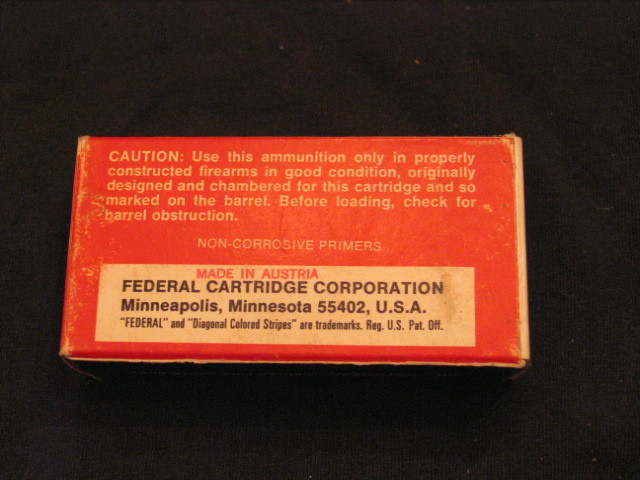 CAUTION: Use this ammunition only in properly
constructed firearms in good condition, originally
designed and chambered for this cartridge and so
marked on the barrel. Before loading, check for
barrel obstruction.
NON-CORROSIVE PRIMERS
MADE IN AUSTRIA
FEDERAL CARTRIDGE CORPORATION
Minneapolis, Minnesota 55402, U.S.A.
"FEDERAL" and "Diagonal Colored Stripes" are trademarks. Reg. U.S. Pat. Off.